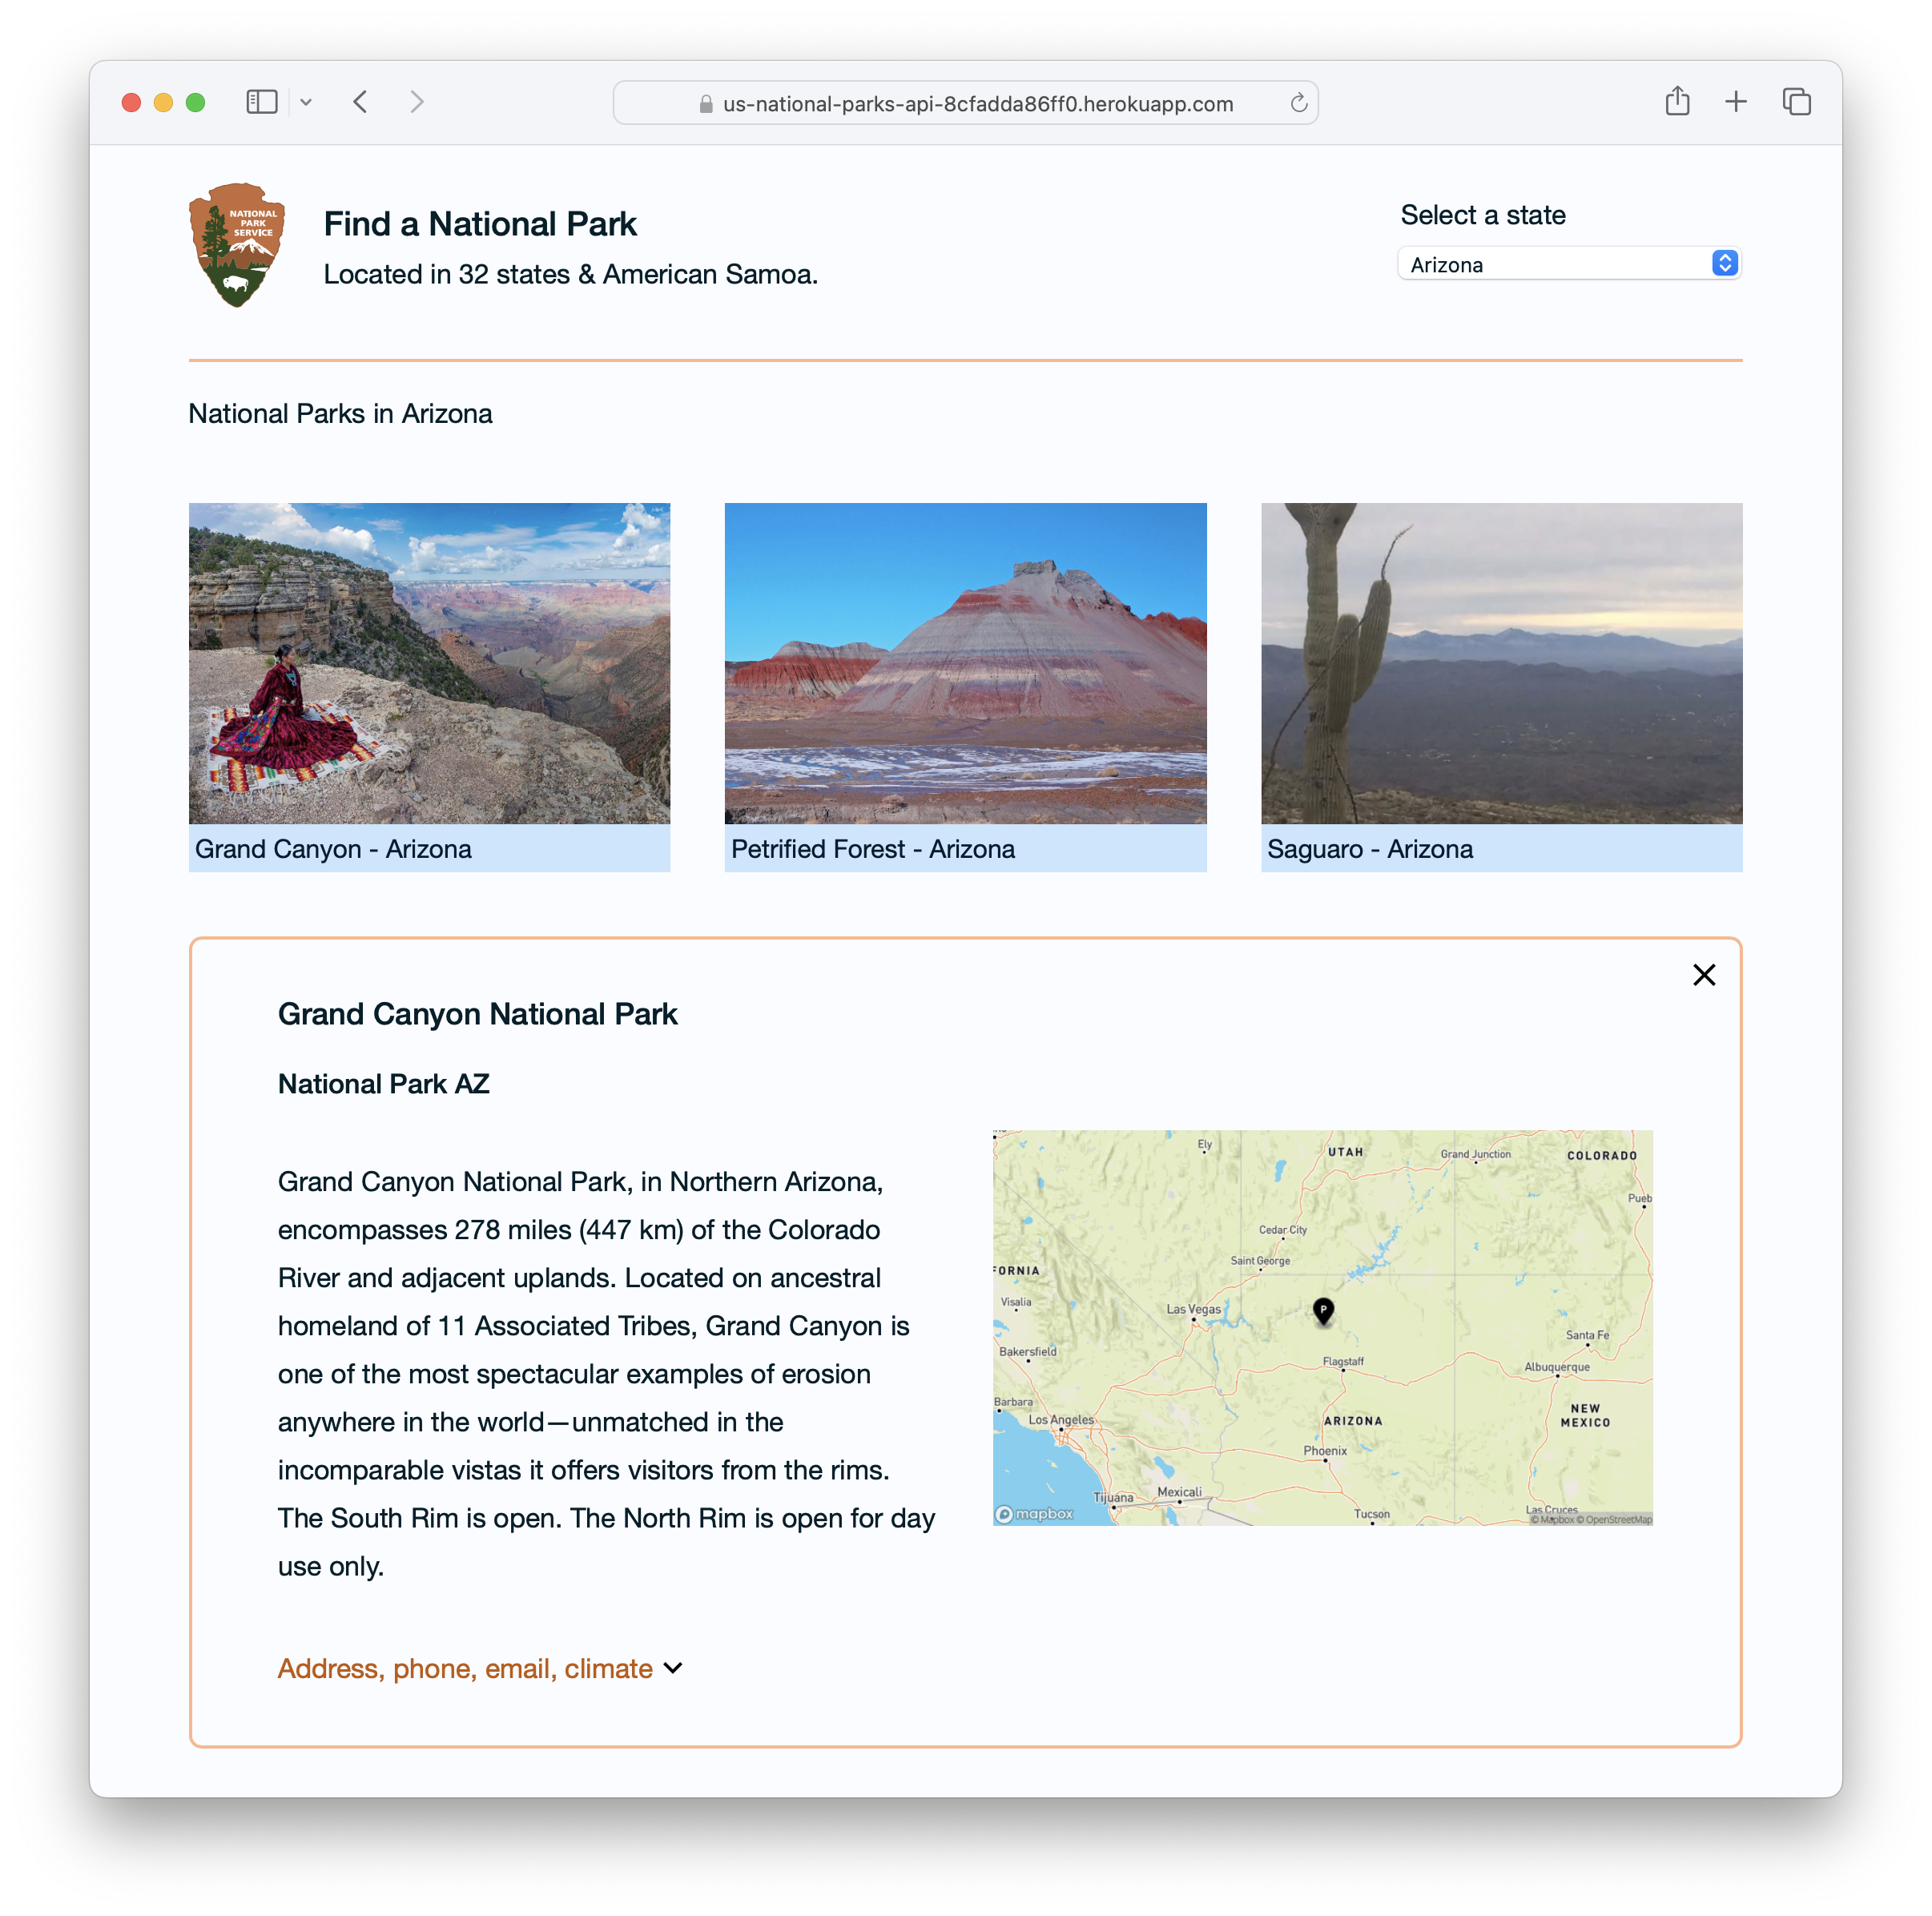 us-national-parks-api-8cfadda86ff0.herokuapp.com
NATIONAL
PARK
SERVICE
Find a National Park
Located in 32 states & American Samoa.
Select a state
Arizona
National Parks in Arizona
Grand Canyon - Arizona
Petrified Forest - Arizona
Saguaro - Arizona
Grand Canyon National Park
National Park AZ
Grand Canyon National Park, in Northern Arizona,
encompasses 278 miles (447 km) of the Colorado
River and adjacent uplands. Located on ancestral
homeland of 11 Associated Tribes, Grand Canyon is
one of the most spectacular examples of erosion
anywhere in the world—unmatched in the
incomparable vistas it offers visitors from the rims.
The South Rim is open. The North Rim is open for day
use only.
Address, phone, email, climate
Ely
UTAH
Grand Junction
COLORADO
Pueb
Cedar City
Saint George
FORNIA
Visalia
Las Vegas
P
Santa Fe
Bakersfield
Flagstaff
Albuquerque
Barbara
Los Angeles
ARIZONA
NEW
MEXICO
Phoenix
Tijuana
Mexicali
Tucson
Las Cruces
mapbox
© Mapbox © OpenStreetMap